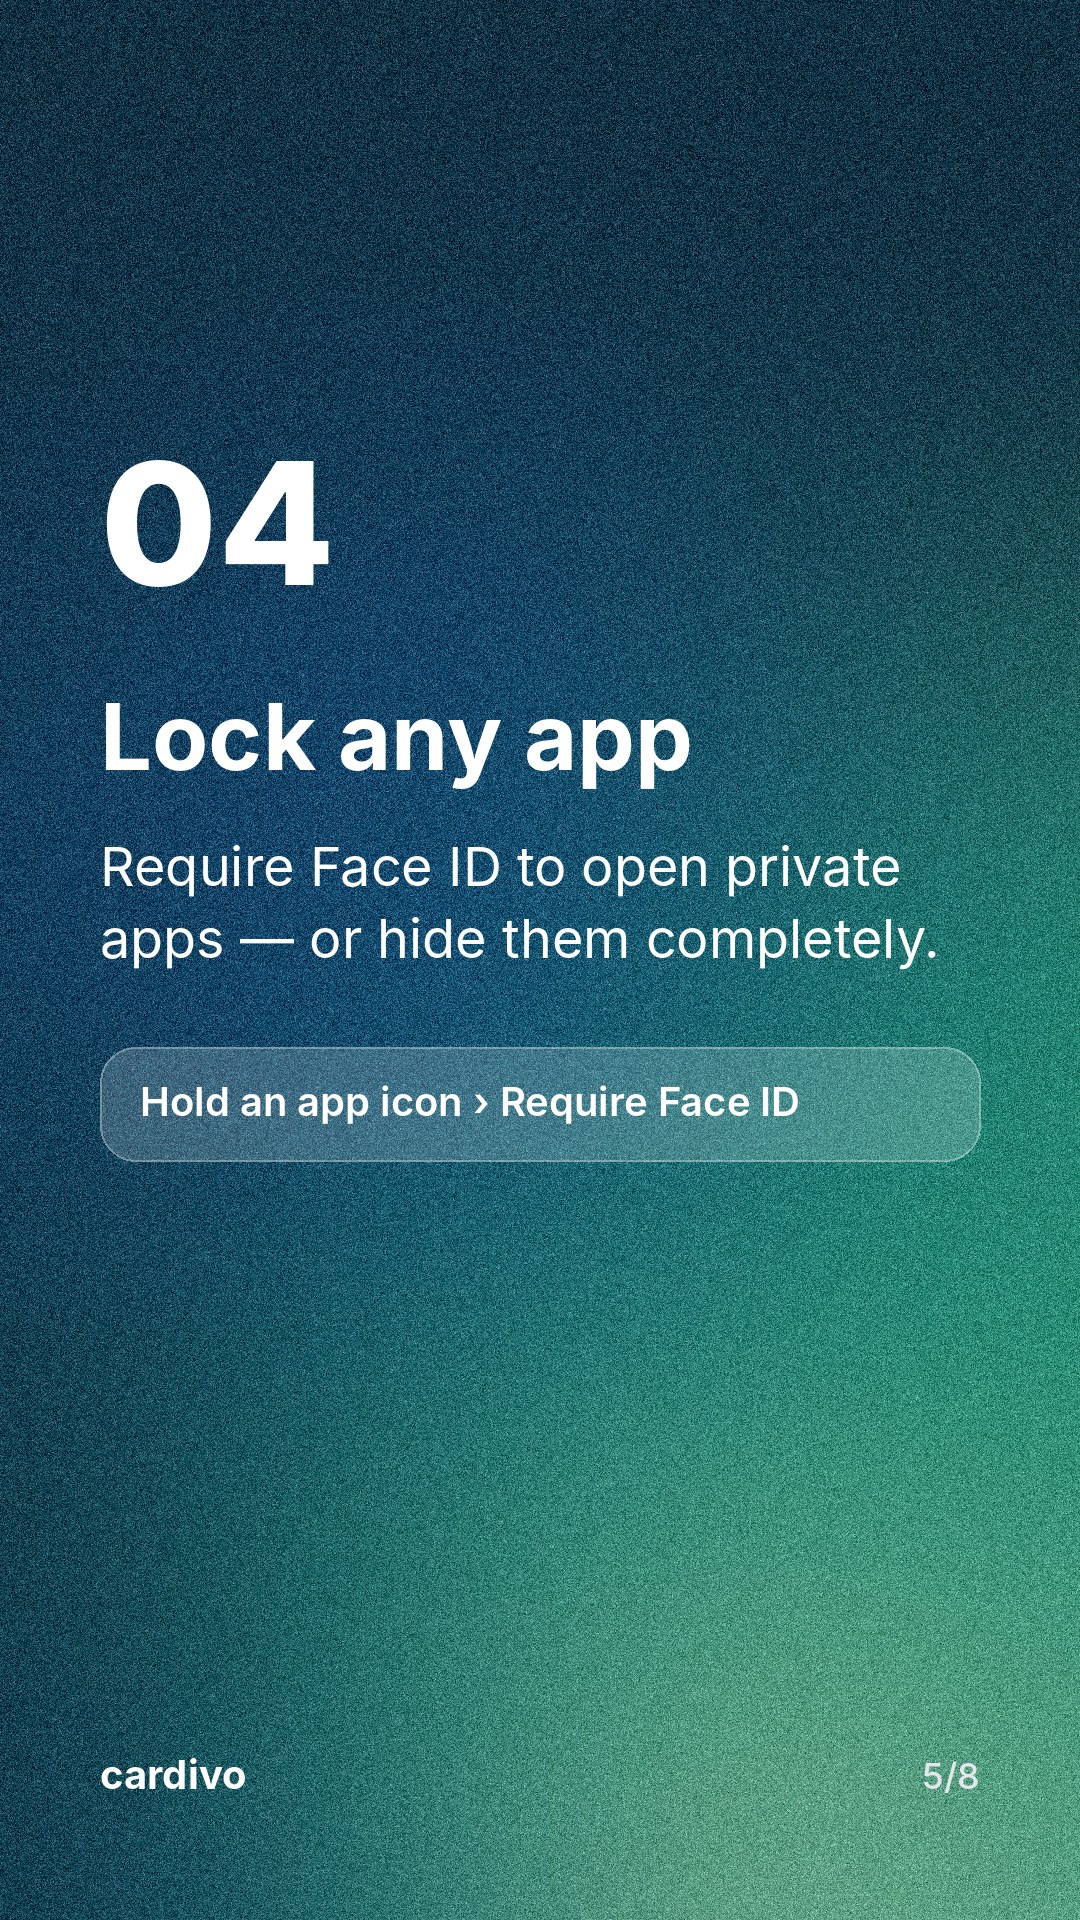 04
Lock any app
Require Face ID to open private
apps — or hide them completely.
Hold an app icon › Require Face ID
cardivo
5/8